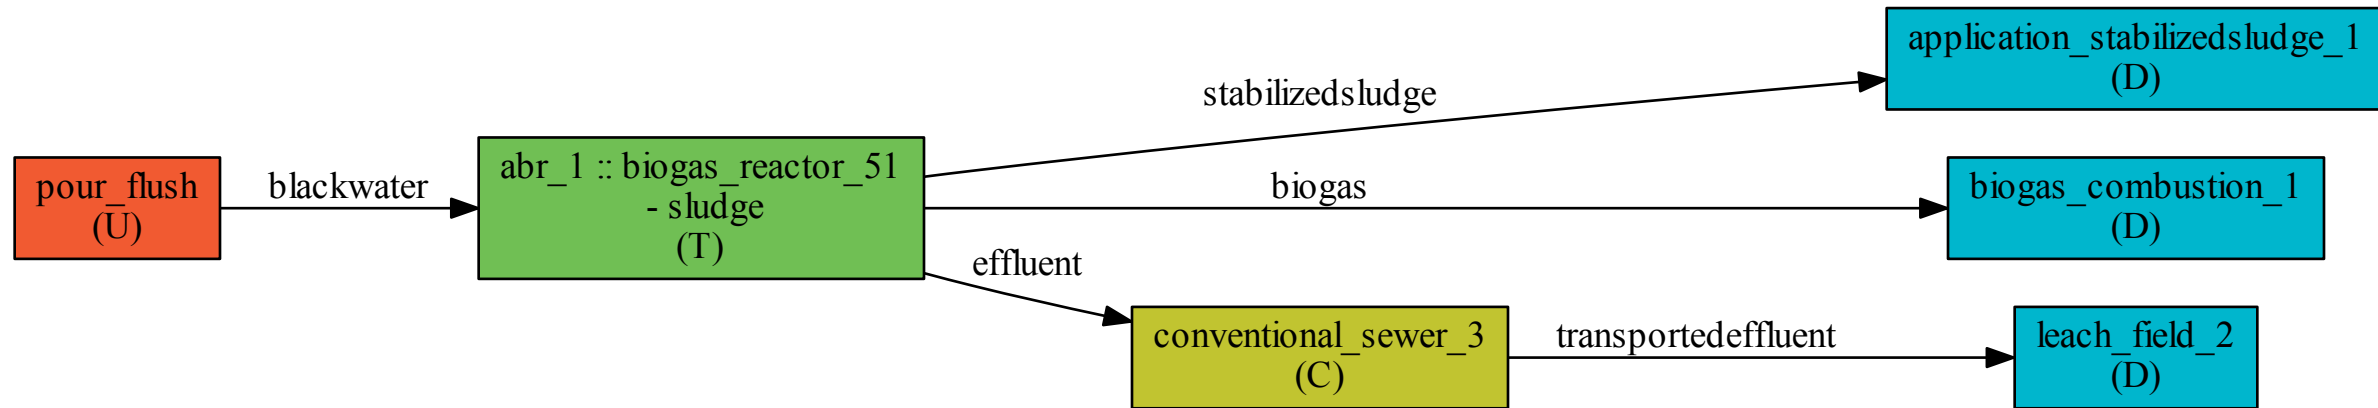 pour_flush
(U)
blackwater
abr_1 :: biogas_reactor_51
- sludge
(T)
stabilizedsludge
biogas
effluent
conventional_sewer_3
(C)
transportedeffluent
application_stabilizedsludge_1
(D)
biogas_combustion_1
(D)
leach_field_2
(D)